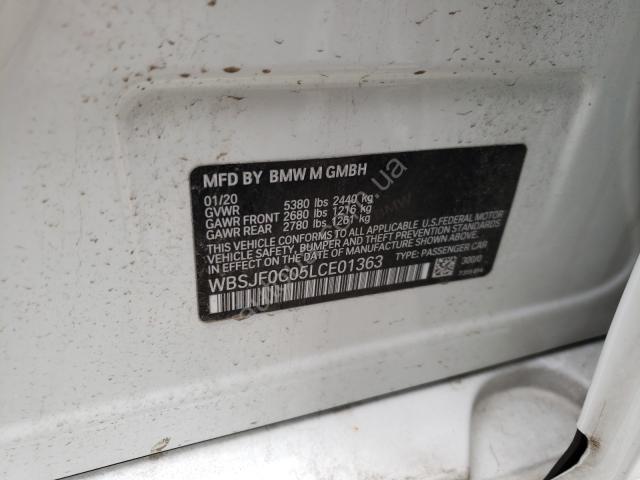 MFD BY BMW M GMBH
01/20
GVWR 5380 lbs 2440 kg
GAWR FRONT 2680 lbs 1216 kg
GAWR REAR 2780 lbs 1261 kg
THIS VEHICLE CONFORMS TO ALL APPLICABLE U.S.FEDERAL MOTOR
VEHICLE SAFETY, BUMPER AND THEFT PREVENTION STANDARDS
IN EFFECT ON THE DATE OF MANUFACTURE SHOWN ABOVE.
WBSJF0C05LCE01363 TYPE: PASSENGER CAR
300/0